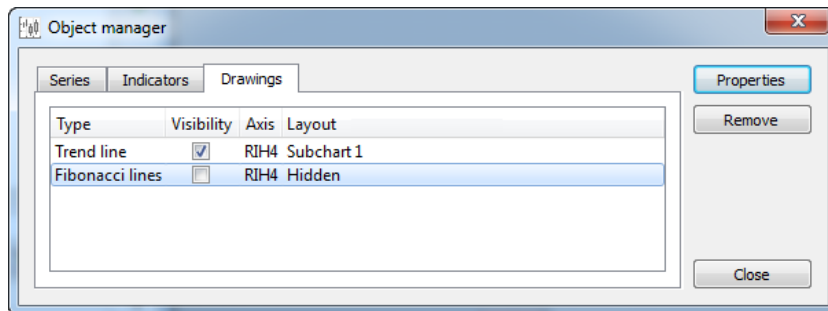 Object manager
Series Indicators Drawings
Properties
Type Visibility Axis Layout
Remove
Trend line RIH4 Subchart 1
Fibonacci lines RIH4 Hidden
Close